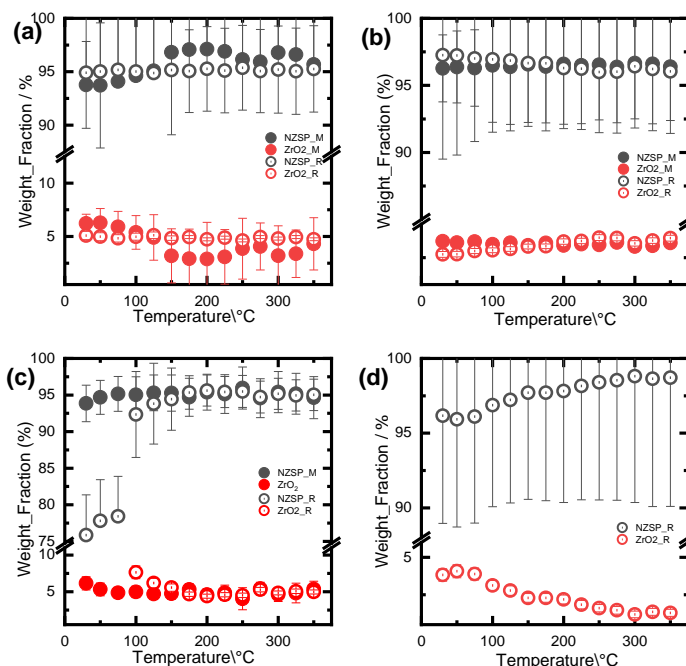 (a)
Weight_Fraction / %
100
95
90
10
5
NZSP_M
ZrO2_M
NZSP_R
ZrO2_R
0 100 200 300
Temperature\°C
(b)
Weight_Fraction (%)
100
95
90
5
NZSP_M
ZrO2_M
NZSP_R
ZrO2_R
0 100 200 300
Temperature\°C
(c)
Weight_Fraction (%)
100
95
90
85
80
75
10
5
NZSP_M
ZrO₂
NZSP_R
ZrO2_R
0 100 200 300
Temperature\°C
(d)
Weight_Fraction / %
100
95
90
5
NZSP_R
ZrO2_R
0 100 200 300
Temperature\°C